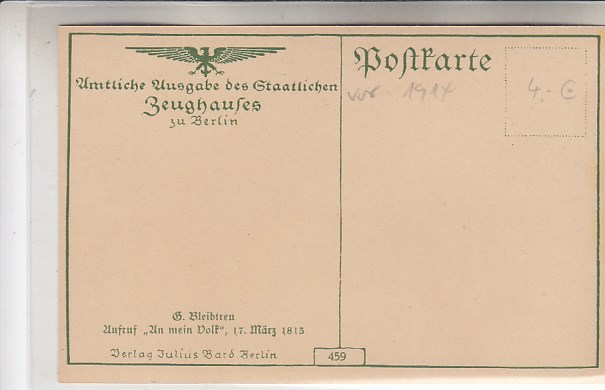 Amtliche Ausgabe des Staatlichen
Zeughauſes
zu Berlin
Poſtkarte
vor 1914
4.- €
G. Bleibtreu
Aufruf „An mein Volk“, 17. März 1813
Verlag Julius Bard Berlin
459